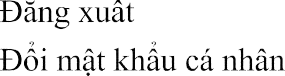 Đăng xuất
Đổi mật khẩu cá nhân